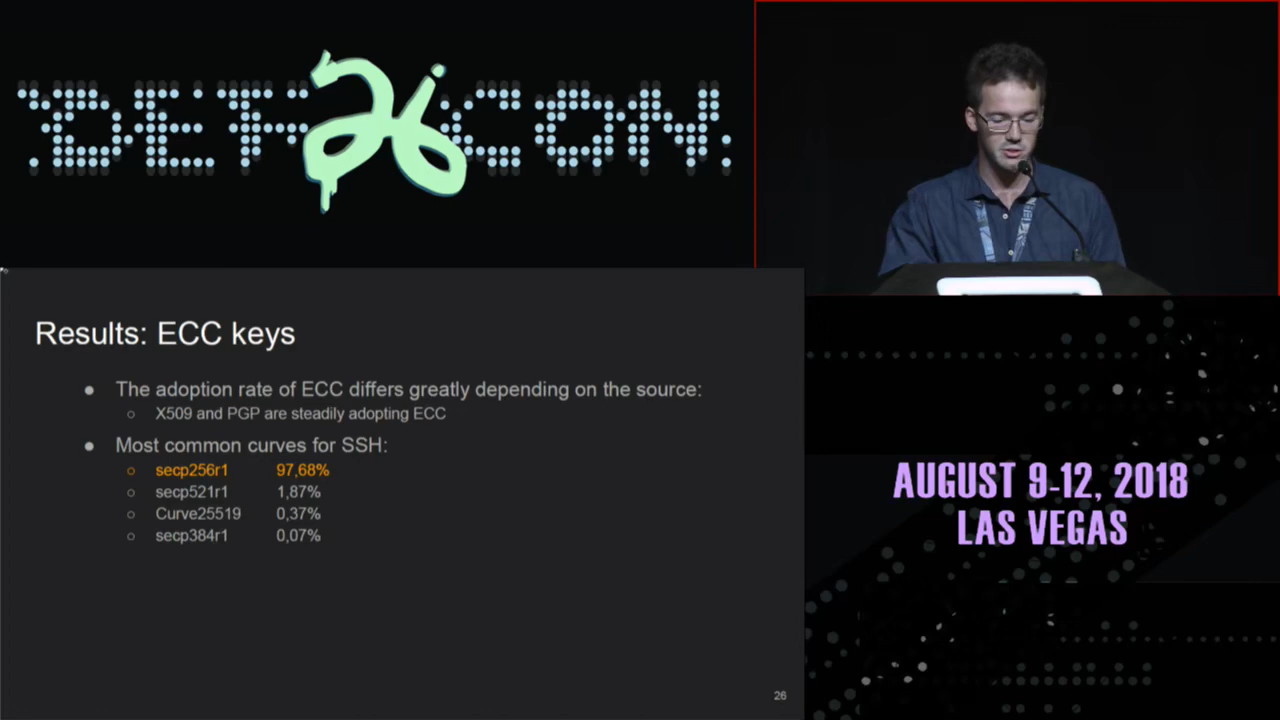 DEF 26 CON
Results: ECC keys
● The adoption rate of ECC differs greatly depending on the source:
○ X509 and PGP are steadily adopting ECC
● Most common curves for SSH:
○ secp256r1 97,68%
○ secp521r1 1,87%
○ Curve25519 0,37%
○ secp384r1 0,07%
26
AUGUST 9-12, 2018
LAS VEGAS